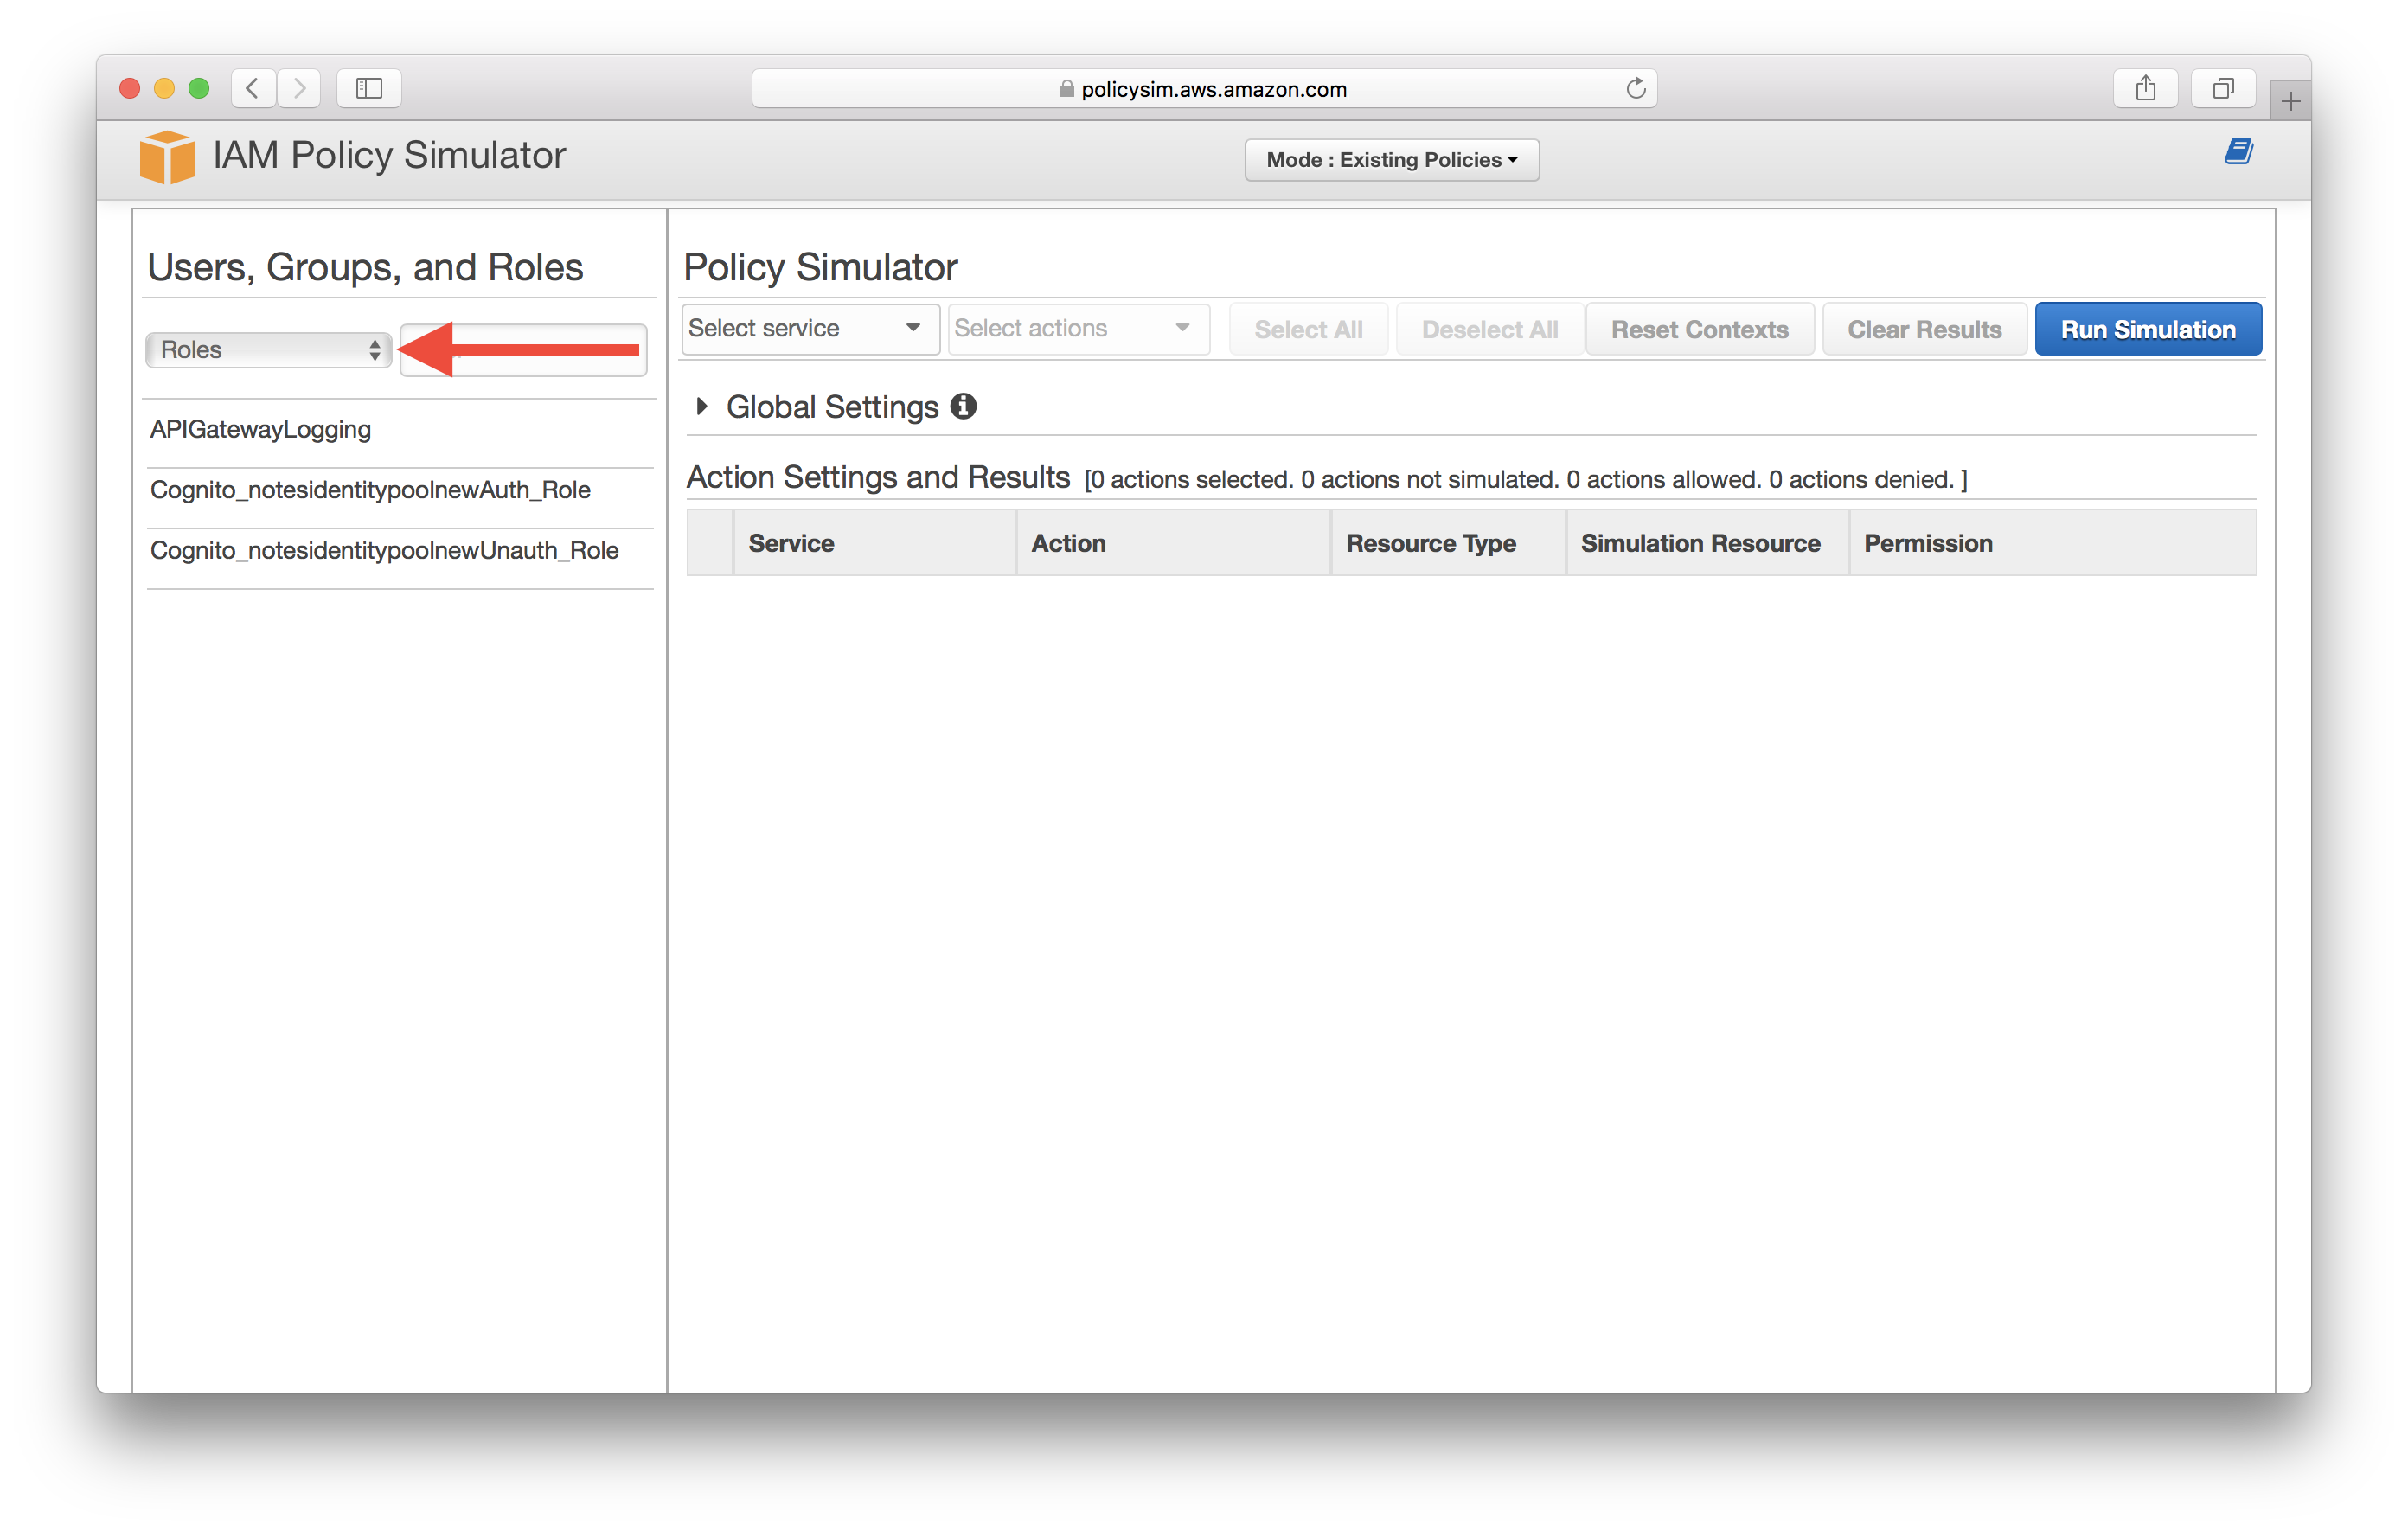 policysim.aws.amazon.com
IAM Policy Simulator
Mode : Existing Policies
Users, Groups, and Roles
Roles
APIGatewayLogging
Cognito_notesidentitypoolnewAuth_Role
Cognito_notesidentitypoolnewUnauth_Role
Policy Simulator
Select service
Select actions
Select All
Deselect All
Reset Contexts
Clear Results
Run Simulation
Global Settings
Action Settings and Results [0 actions selected. 0 actions not simulated. 0 actions allowed. 0 actions denied. ]
Service
Action
Resource Type
Simulation Resource
Permission